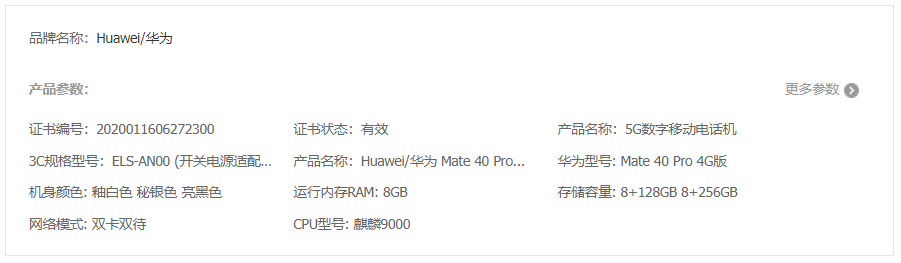 品牌名称：Huawei/华为
产品参数：
更多参数
证书编号：2020011606272300 证书状态：有效 产品名称：5G数字移动电话机
3C规格型号：ELS-AN00 (开关电源适配... 产品名称：Huawei/华为 Mate 40 Pro... 华为型号: Mate 40 Pro 4G版
机身颜色: 釉白色 秘银色 亮黑色 运行内存RAM: 8GB 存储容量: 8+128GB 8+256GB
网络模式: 双卡双待 CPU型号: 麒麟9000